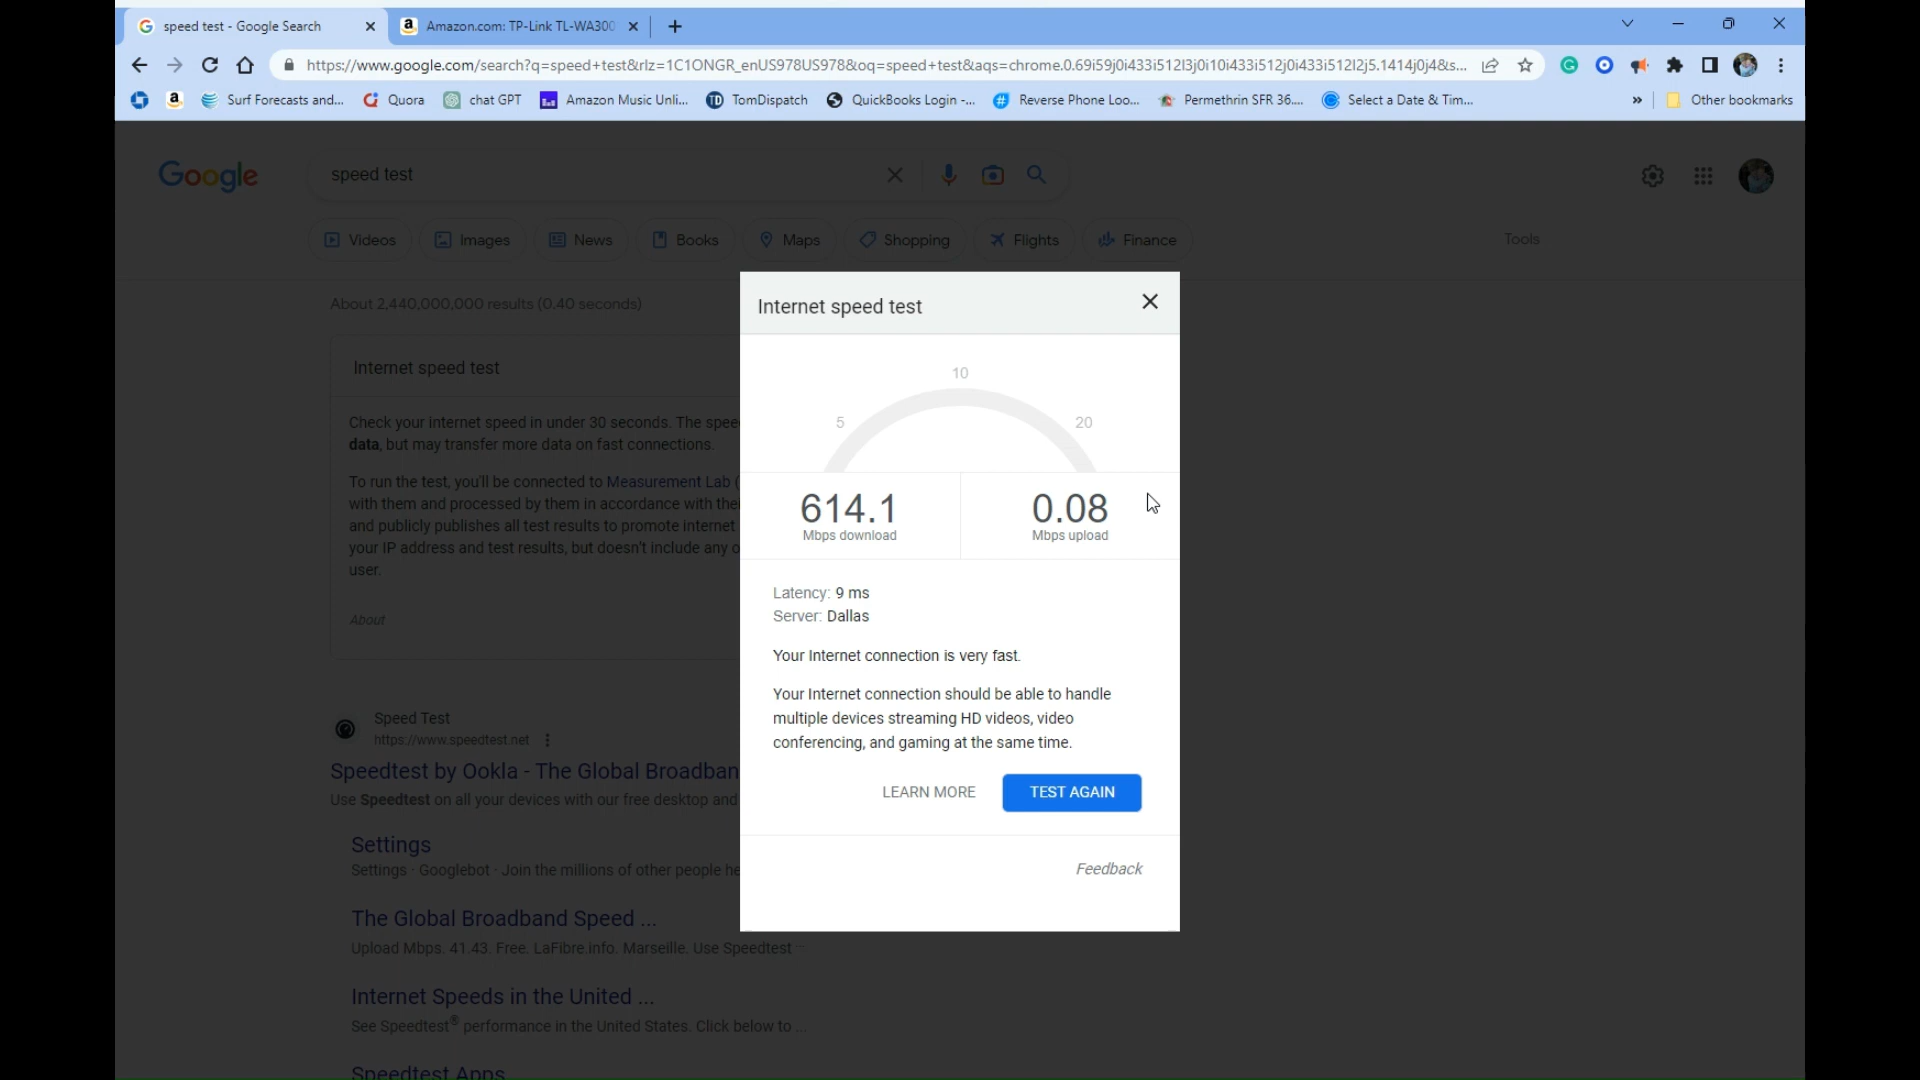 speed test - Google Search
Amazon.com: TP-Link TL-WA300
https://www.google.com/search?q=speed+test&rlz=1C1ONGR_enUS978US978&oq=speed+test&aqs=chrome.0.69i59j0i433i512l3j0i10i433i512j0i433i512l2j5.1414j0j4&s...
Surf Forecasts and...
Quora
chat GPT
Amazon Music Unli...
TomDispatch
QuickBooks Login -...
Reverse Phone Loo...
Permethrin SFR 36....
Select a Date & Tim...
»
Other bookmarks
Google
speed test
Videos
Images
News
Books
Maps
Shopping
Flights
Finance
Tools
About 2,440,000,000 results (0.40 seconds)
Internet speed test
Check your internet speed in under 30 seconds. The spee
data, but may transfer more data on fast connections.
To run the test, you'll be connected to Measurement Lab (
with them and processed by them in accordance with thei
and publicly publishes all test results to promote internet
your IP address and test results, but doesn't include any o
user.
About
Speed Test
https://www.speedtest.net
Speedtest by Ookla - The Global Broadban
Use Speedtest on all your devices with our free desktop and
Settings
Settings · Googlebot · Join the millions of other people he
The Global Broadband Speed ...
Upload Mbps. 41.43. Free. LaFibre.info. Marseille. Use Speedtest –
Internet Speeds in the United ...
See Speedtest® performance in the United States. Click below to ...
Speedtest Apps
Internet speed test
5
10
20
614.1
Mbps download
0.08
Mbps upload
Latency: 9 ms
Server: Dallas
Your Internet connection is very fast.
Your Internet connection should be able to handle
multiple devices streaming HD videos, video
conferencing, and gaming at the same time.
LEARN MORE
TEST AGAIN
Feedback